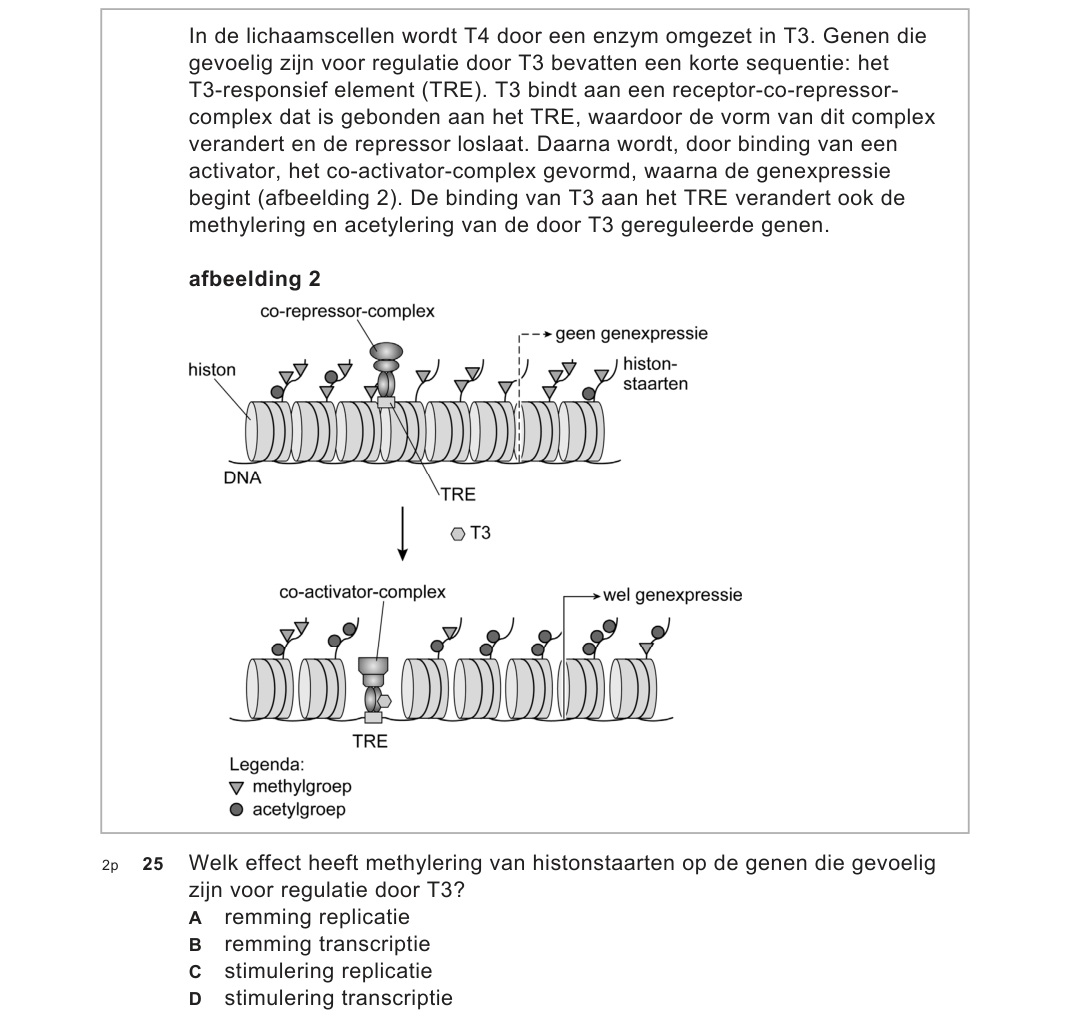 In de lichaamscellen wordt T4 door een enzym omgezet in T3. Genen die
gevoelig zijn voor regulatie door T3 bevatten een korte sequentie: het
T3-responsief element (TRE). T3 bindt aan een receptor-co-repressor-
complex dat is gebonden aan het TRE, waardoor de vorm van dit complex
verandert en de repressor loslaat. Daarna wordt, door binding van een
activator, het co-activator-complex gevormd, waarna de genexpressie
begint (afbeelding 2). De binding van T3 aan het TRE verandert ook de
methylering en acetylering van de door T3 gereguleerde genen.
afbeelding 2
co-repressor-complex
geen genexpressie
histon
histon-
staarten
DNA
TRE
T3
co-activator-complex
wel genexpressie
TRE
Legenda:
methylgroep
acetylgroep
2p 25 Welk effect heeft methylering van histonstaarten op de genen die gevoelig
zijn voor regulatie door T3?
A remming replicatie
B remming transcriptie
C stimulering replicatie
D stimulering transcriptie